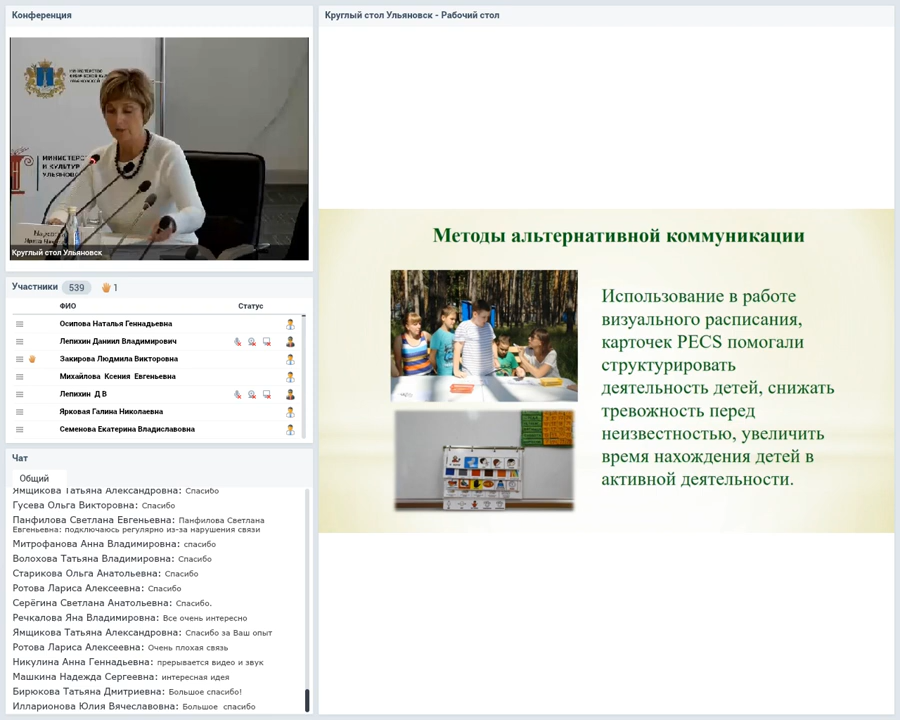 Конференция
МИНИСТЕРС
И КУЛЬТУР
УЛЬЯНОВС
Круглый стол Ульяновск
Участники 539 1
ФИО Статус
Осипова Наталья Геннадьевна
Лепихин Даниил Владимирович
Закирова Людмила Викторовна
Михайлова Ксения Евгеньевна
Лепихин Д В
Ярковая Галина Николаевна
Семенова Екатерина Владиславовна
Чат
Общий
Ямщикова Татьяна Александровна: Спасибо
Гусева Ольга Викторовна: Спасибо
Панфилова Светлана Евгеньевна: Панфилова Светлана
Евгеньевна: подключаюсь регулярно из-за нарушения связи
Митрофанова Анна Владимировна: спасибо
Волохова Татьяна Владимировна: Спасибо
Старикова Ольга Анатольевна: Спасибо
Ротова Лариса Алексеевна: Спасибо
Серёгина Светлана Анатольевна: Спасибо.
Речкалова Яна Владимировна: Все очень интересно
Ямщикова Татьяна Александровна: Спасибо за Ваш опыт
Ротова Лариса Алексеевна: Очень плохая связь
Никулина Анна Геннадьевна: прерывается видео и звук
Машкина Надежда Сергеевна: интересная идея
Бирюкова Татьяна Дмитриевна: Большое спасибо!
Илларионова Юлия Вячеславовна: Большое спасибо
Круглый стол Ульяновск - Рабочий стол
Методы альтернативной коммуникации
Использование в работе
визуального расписания,
карточек PECS помогали
структурировать
деятельность детей, снижать
тревожность перед
неизвестностью, увеличить
время нахождения детей в
активной деятельности.